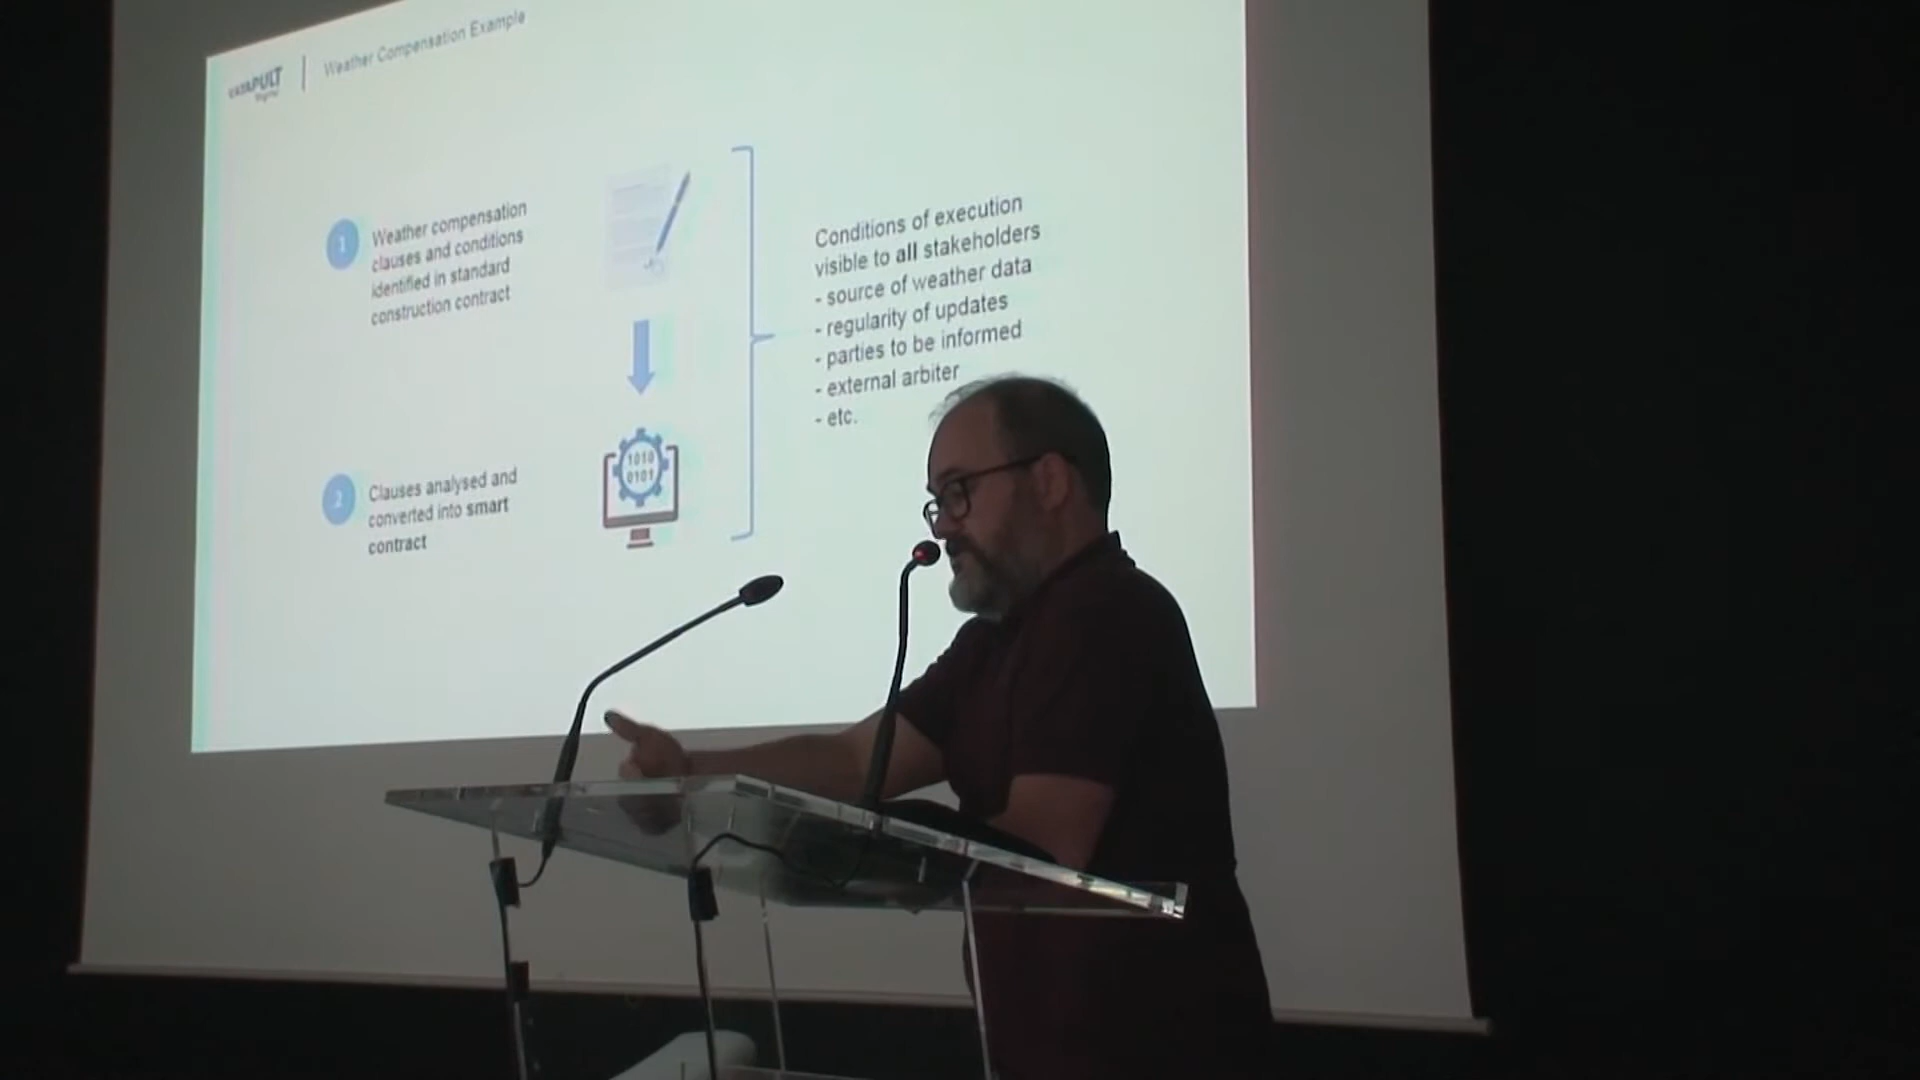 CATAPULT
Digital
Weather Compensation Example
1
Weather compensation
clauses and conditions
identified in standard
construction contract
2
Clauses analysed and
converted into smart
contract
1010
0101
Conditions of execution
visible to all stakeholders
- source of weather data
- regularity of updates
- parties to be informed
- external arbiter
- etc.